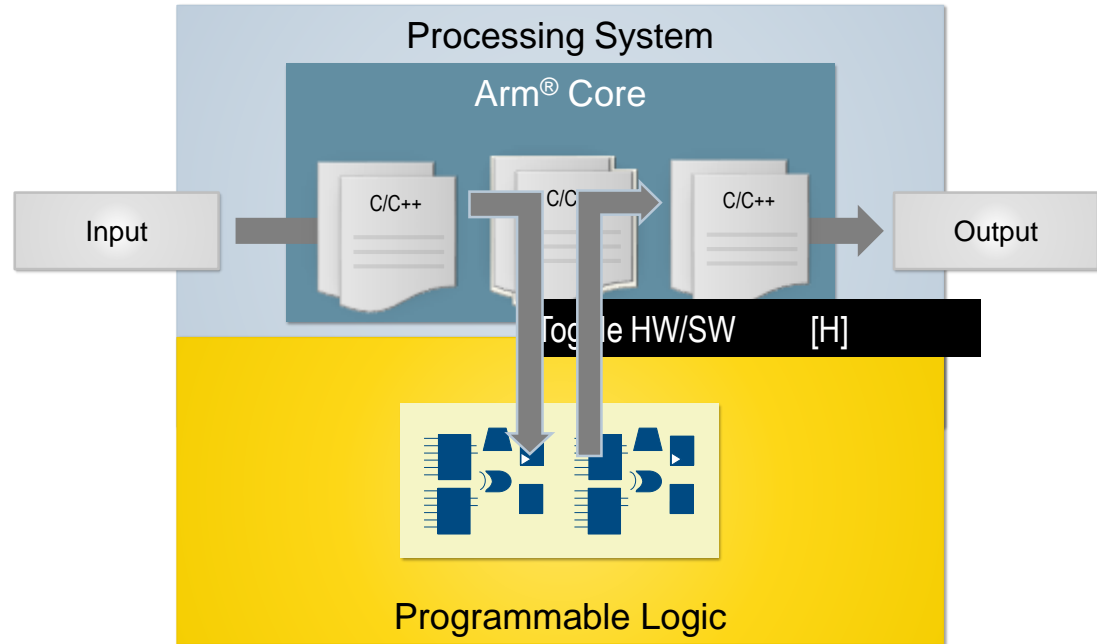 Processing System
Arm® Core
C/C++
C/C
C/C++
Input
Output
HW/SW [H]
Programmable Logic